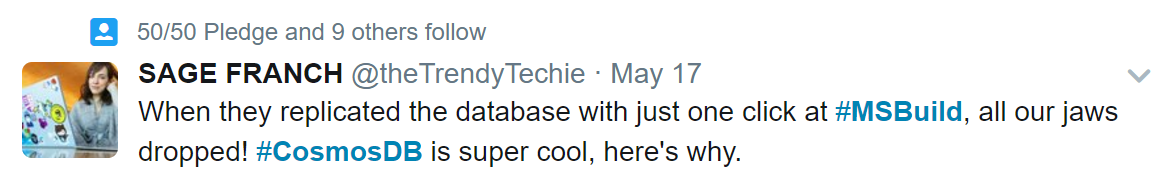 50/50 Pledge and 9 others follow
SAGE FRANCH @theTrendyTechie · May 17
When they replicated the database with just one click at #MSBuild, all our jaws
dropped! #CosmosDB is super cool, here's why.